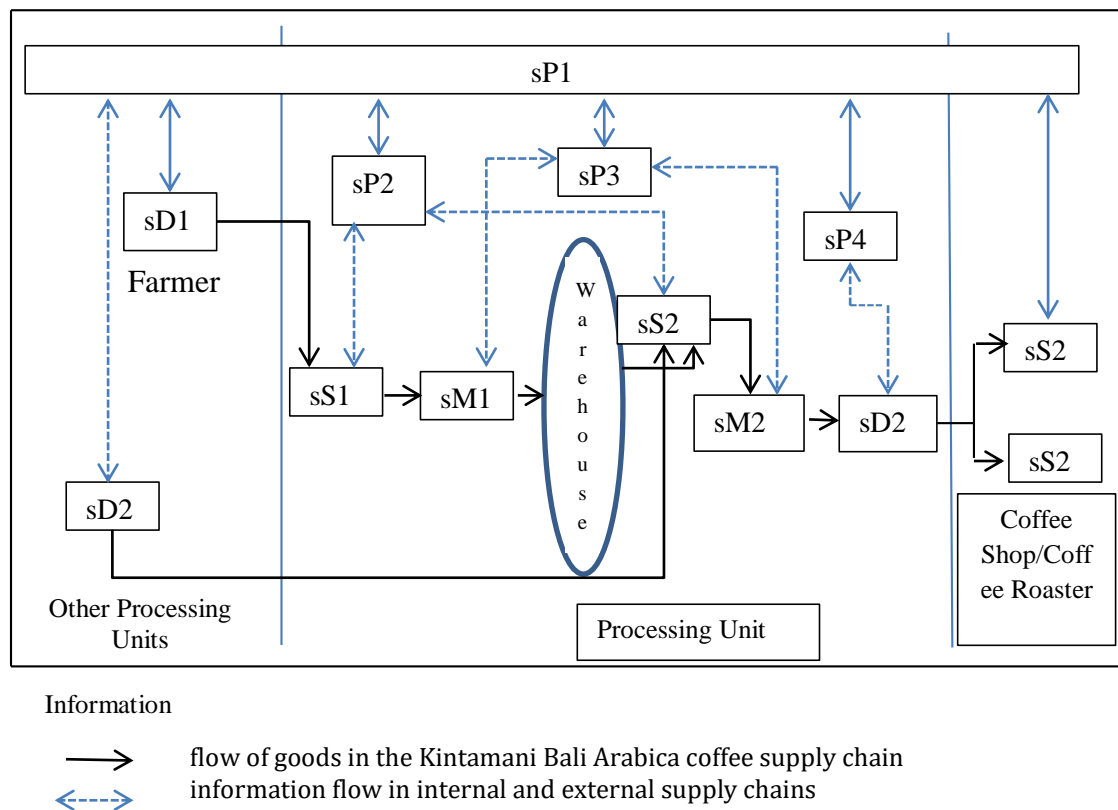 sP1
sP2
sP3
sD1
sP4
Farmer
W
a
r
e
h
o
u
s
e
sS2
sS2
sS1
sM1
sM2
sD2
sS2
sD2
Coffee
Shop/Coff
ee Roaster
Other Processing
Units
Processing Unit
Information
flow of goods in the Kintamani Bali Arabica coffee supply chain
information flow in internal and external supply chains